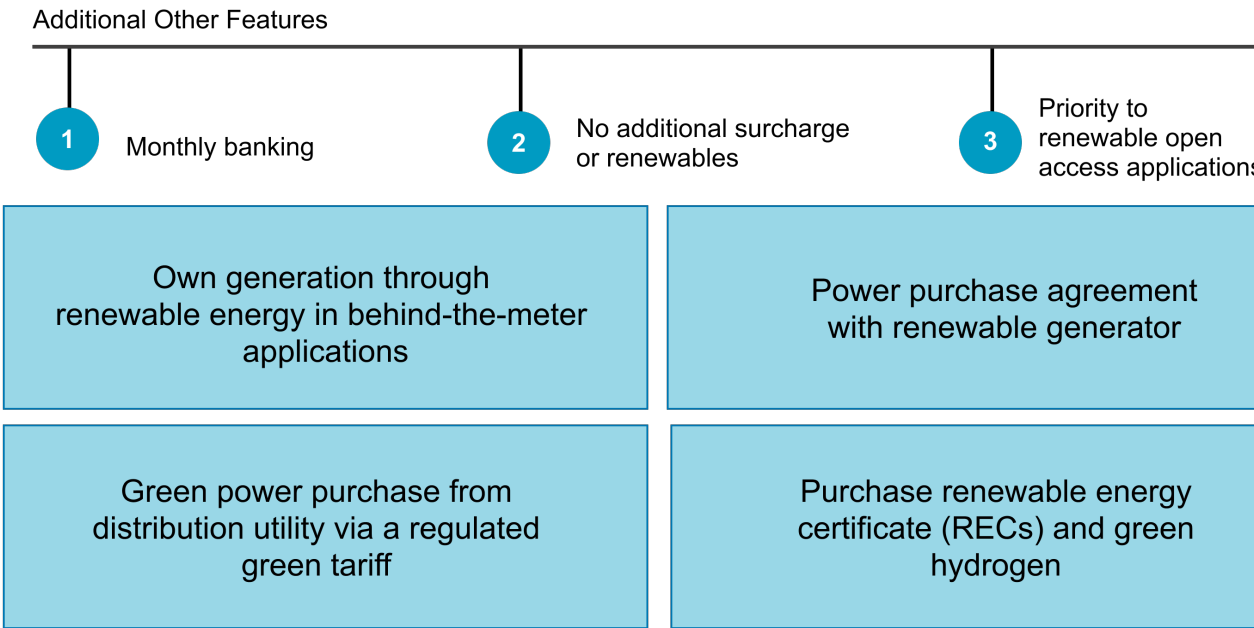 Additional Other Features
1
Monthly banking
2
No additional surcharge
or renewables
3
Priority to
renewable open
access applications
Own generation through
renewable energy in behind-the-meter
applications
Power purchase agreement
with renewable generator
Green power purchase from
distribution utility via a regulated
green tariff
Purchase renewable energy
certificate (RECs) and green
hydrogen